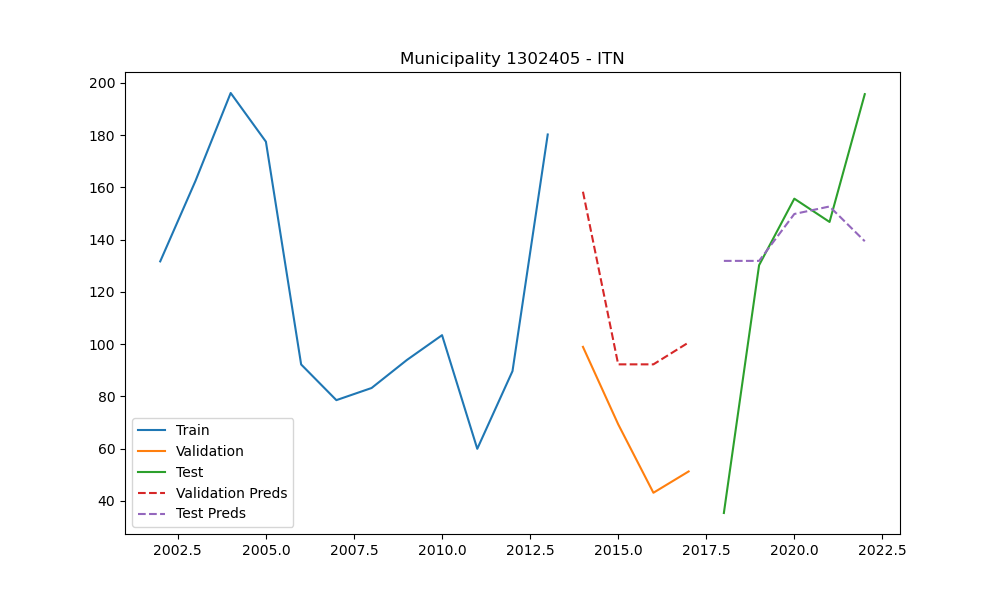 Municipality 1302405 - ITN
200
180
160
140
120
100
80
60
40
Train
Validation
Test
Validation Preds
Test Preds
2002.5 2005.0 2007.5 2010.0 2012.5 2015.0 2017.5 2020.0 2022.5